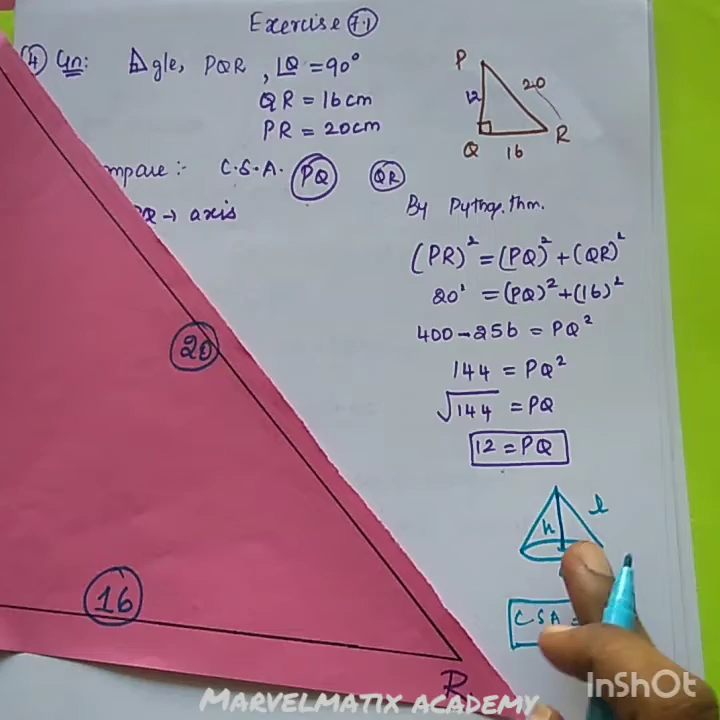 Exercise 7.1
4 Gn: gle, PQR, LQ = 90°
QR = 16cm
PR = 20cm
P
12
20
Q
16
R
mpare :- C.S.A. PQ QR
→ axis
By Pythag. thm.
(PR)² = (PQ)² + (QR)²
20² = (PQ)² + (16)²
400 - 256 = PQ²
144 = PQ²
√144 = PQ
12 = PQ
20
16
R
h
l
CSA =
MARVELMATIX ACADEMY
InShOt